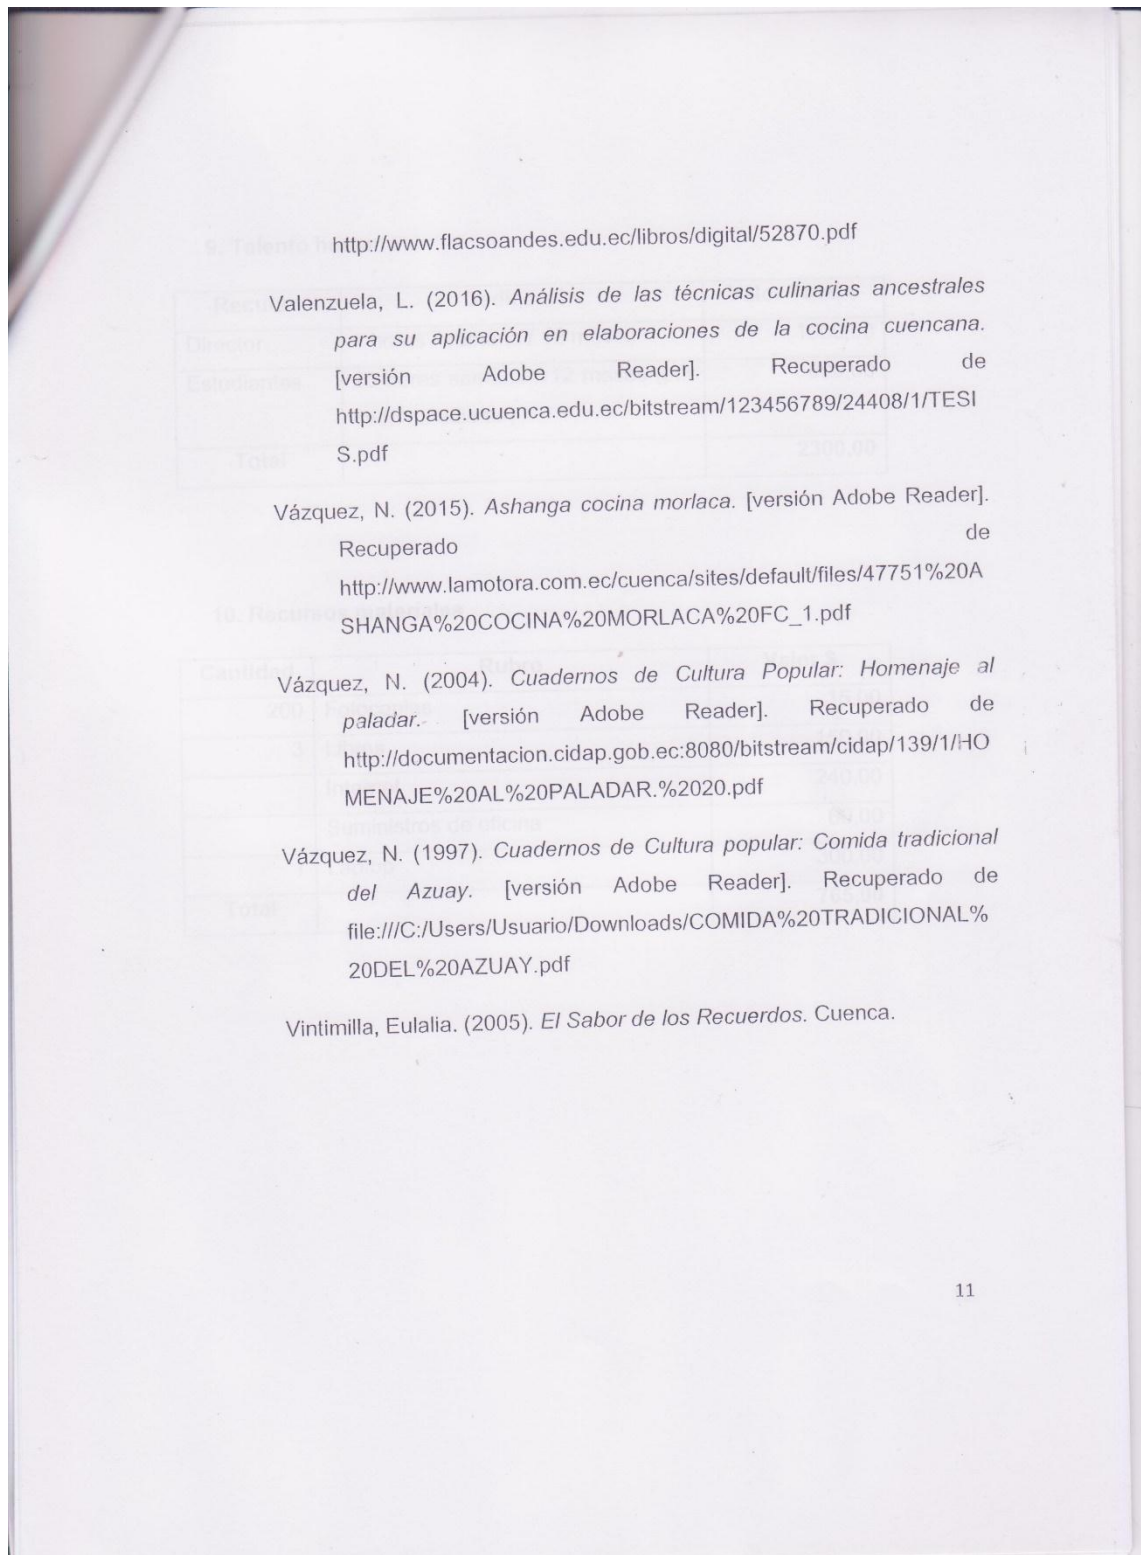 http://www.flacsoandes.edu.ec/libros/digital/52870.pdf
Valenzuela, L. (2016). Análisis de las técnicas culinarias ancestrales
para su aplicación en elaboraciones de la cocina cuencana.
[versión Adobe Reader]. Recuperado de
http://dspace.ucuenca.edu.ec/bitstream/123456789/24408/1/TESI
S.pdf
Vázquez, N. (2015). Ashanga cocina morlaca. [versión Adobe Reader].
Recuperado de
http://www.lamotora.com.ec/cuenca/sites/default/files/47751%20A
SHANGA%20COCINA%20MORLACA%20FC_1.pdf
Vázquez, N. (2004). Cuadernos de Cultura Popular: Homenaje al
paladar. [versión Adobe Reader]. Recuperado de
http://documentacion.cidap.gob.ec:8080/bitstream/cidap/139/1/HO
MENAJE%20AL%20PALADAR.%2020.pdf
Vázquez, N. (1997). Cuadernos de Cultura popular: Comida tradicional
del Azuay. [versión Adobe Reader]. Recuperado de
file:///C:/Users/Usuario/Downloads/COMIDA%20TRADICIONAL%
20DEL%20AZUAY.pdf
Vintimilla, Eulalia. (2005). El Sabor de los Recuerdos. Cuenca.
11